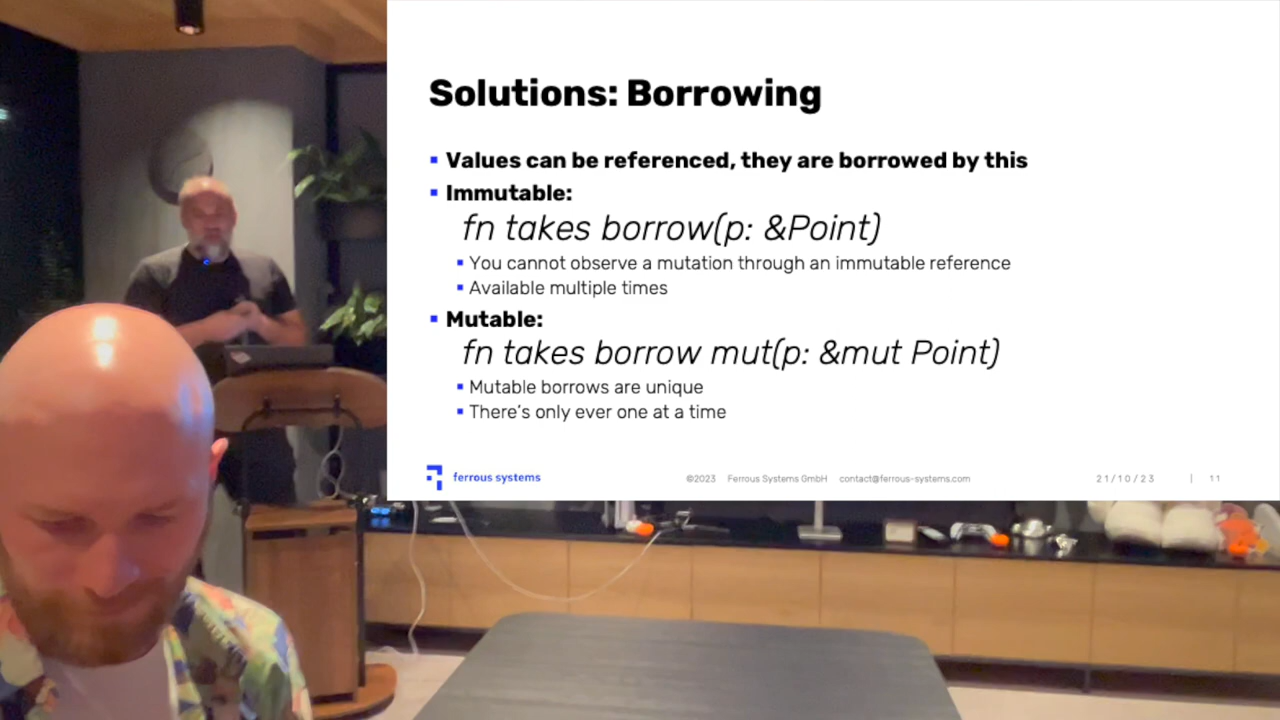 Solutions: Borrowing
Values can be referenced, they are borrowed by this
Immutable:
fn takes borrow(p: &Point)
You cannot observe a mutation through an immutable reference
Available multiple times
Mutable:
fn takes borrow mut(p: &mut Point)
Mutable borrows are unique
There's only ever one at a time
ferrous systems
©2023 Ferrous Systems GmbH contact@ferrous-systems.com
21/10/23 | 11